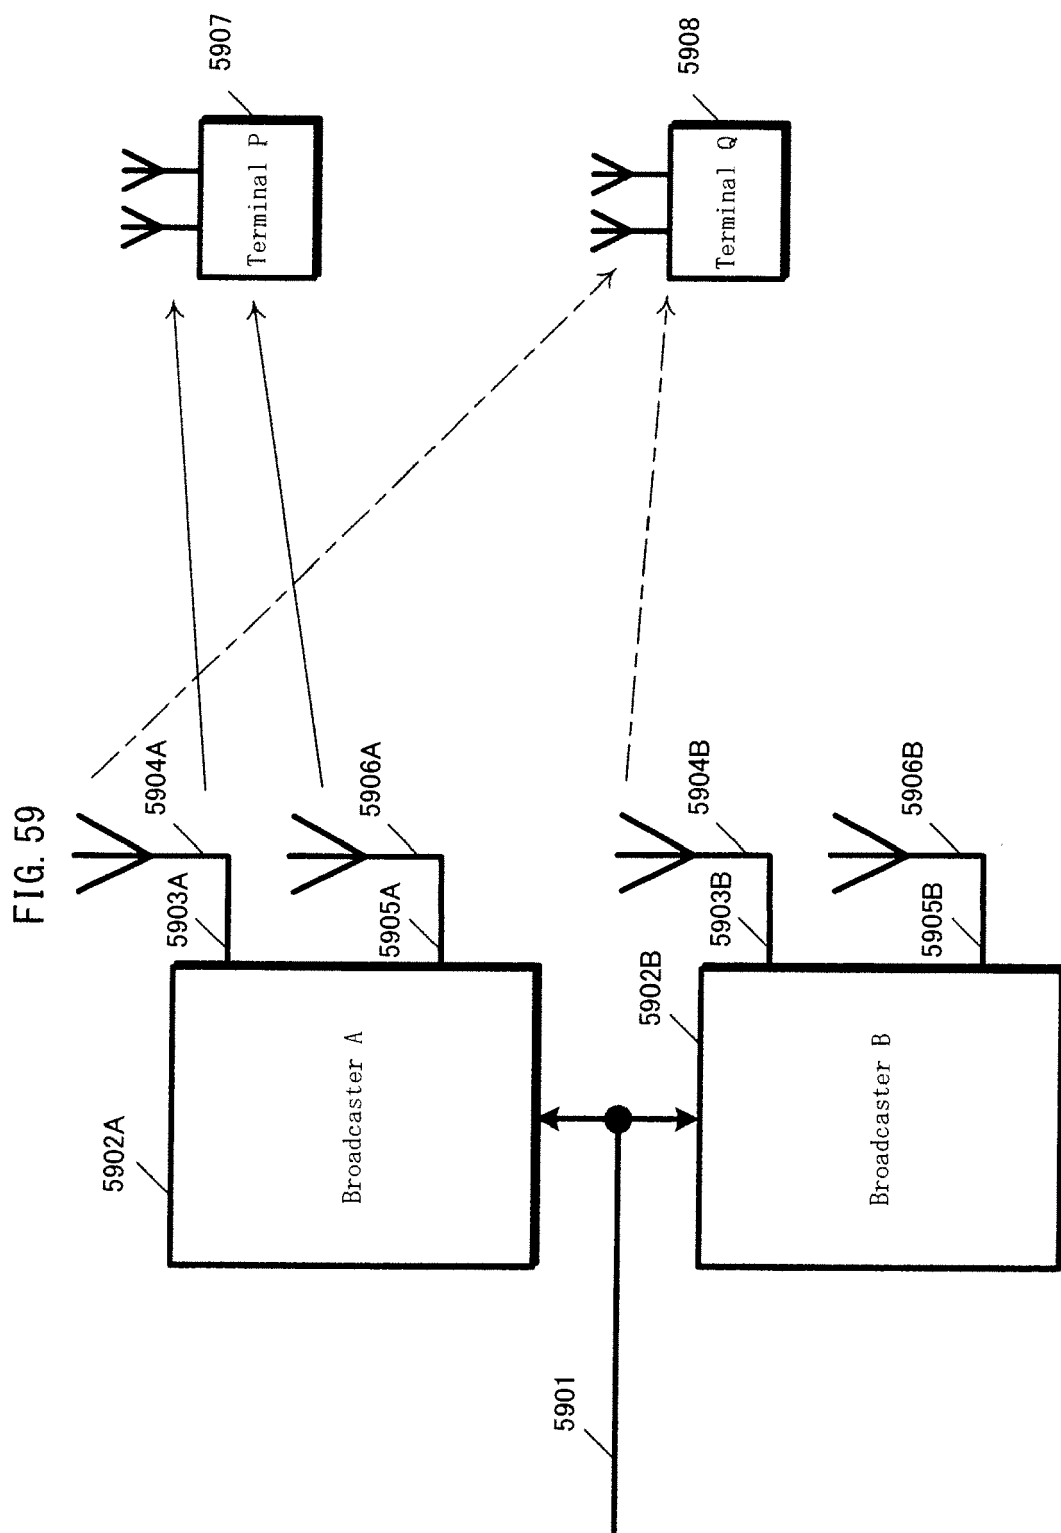 FIG. 59
5901
5902A
Broadcaster A
5903A
5904A
5905A
5906A
5902B
Broadcaster B
5903B
5904B
5905B
5906B
5907
Terminal P
5908
Terminal Q